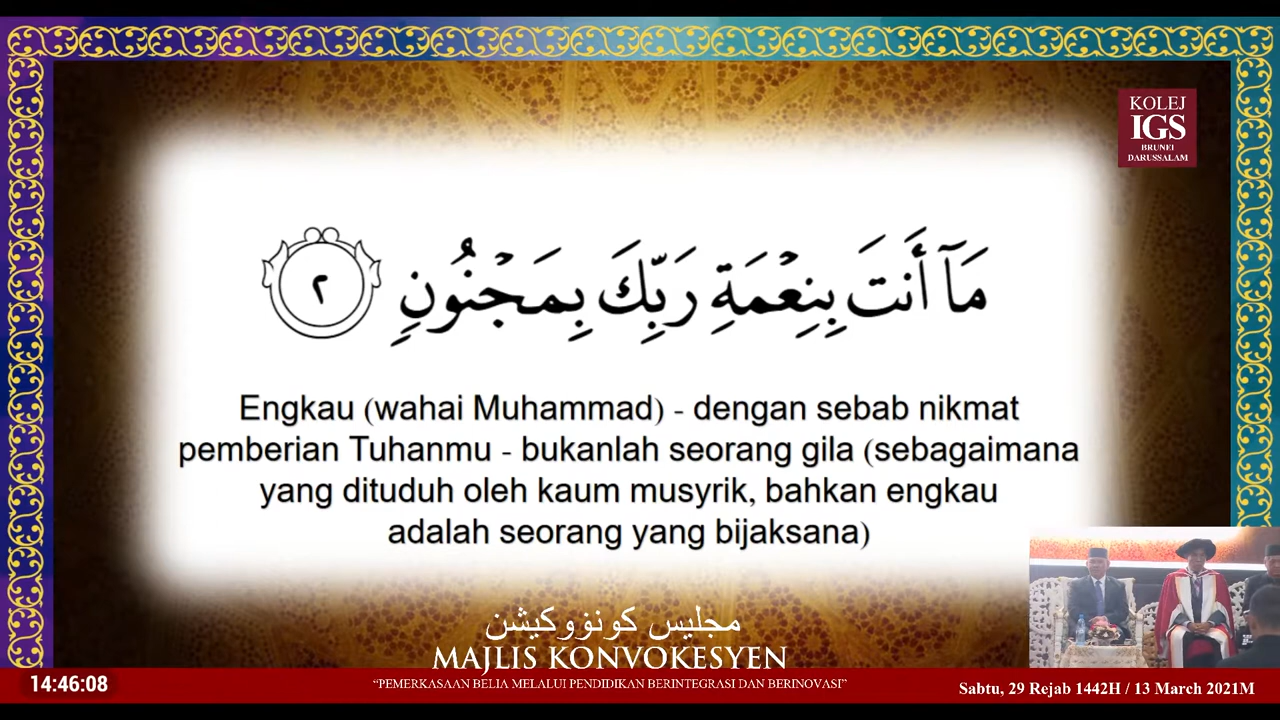 KOLEJ
IGS
BRUNEI
DARUSSALAM
مَآ أَنتَ بِنِعْمَةِ رَبِّكَ بِمَجْنُونٍ ٢
Engkau (wahai Muhammad) - dengan sebab nikmat
pemberian Tuhanmu - bukanlah seorang gila (sebagaimana
yang dituduh oleh kaum musyrik, bahkan engkau
adalah seorang yang bijaksana)
مجليس كونۏوكيشن
MAJLIS KONVOKESYEN
“PEMERKASAAN BELIA MELALUI PENDIDIKAN BERINTEGRASI DAN BERINOVASI”
14:46:08
Sabtu, 29 Rejab 1442H / 13 March 2021M